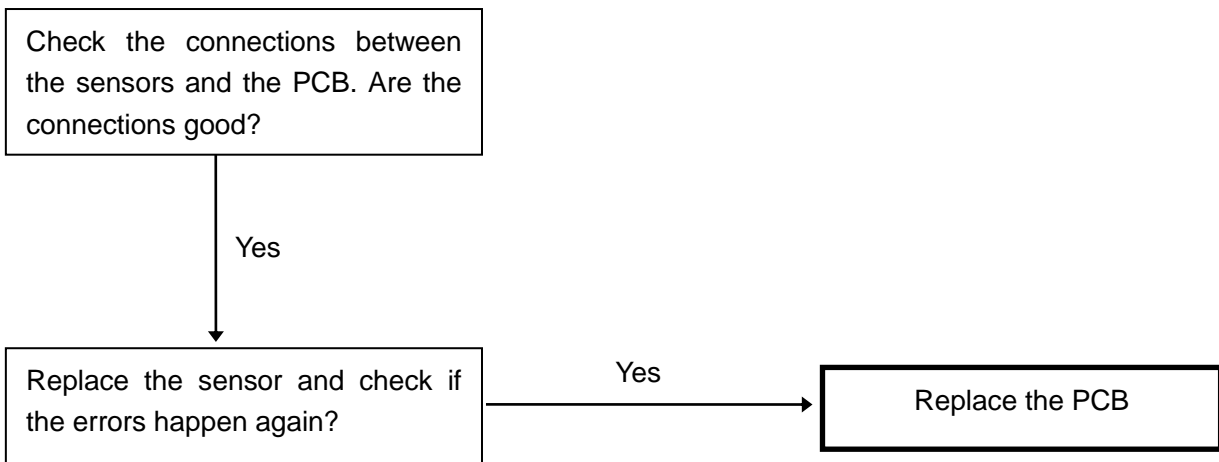 Check the connections between
the sensors and the PCB. Are the
connections good?
Yes
Replace the sensor and check if
the errors happen again?
Yes
Replace the PCB